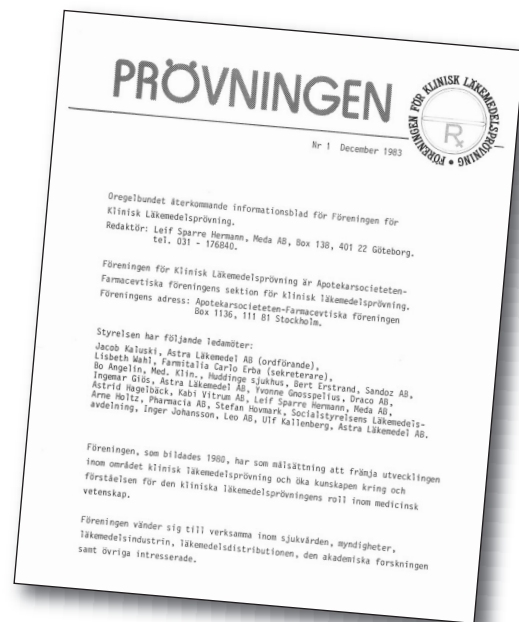 PRÖVNINGEN
FÖRENINGEN FÖR KLINISK LÄKEMEDELSPRÖVNING •
Rx
Nr 1 December 1983
Oregelbundet återkommande informationsblad för Föreningen för
Klinisk Läkemedelsprövning.
Redaktör: Leif Sparre Hermann, Meda AB, Box 138, 401 22 Göteborg.
tel. 031 - 176840.
Föreningen för Klinisk Läkemedelsprövning är Apotekarsocieteten-
Farmacevtiska föreningens sektion för klinisk läkemedelsprövning.
Föreningens adress: Apotekarsocieteten-Farmacevtiska föreningen
Box 1136, 111 81 Stockholm.
Styrelsen har följande ledamöter:
Jacob Kaluski, Astra Läkemedel AB (ordförande),
Lisbeth Wahl, Farmitalia Carlo Erba (sekreterare),
Bo Angelin, Med. Klin., Huddinge sjukhus, Bert Erstrand, Sandoz AB,
Ingemar Giös, Astra Läkemedel AB, Yvonne Gnosspelius, Draco AB,
Astrid Hagelbäck, Kabi Vitrum AB, Leif Sparre Hermann, Meda AB,
Arne Holtz, Pharmacia AB, Stefan Hovmark, Socialstyrelsens Läkemedels-
avdelning, Inger Johansson, Leo AB, Ulf Kallenberg, Astra Läkemedel AB.
Föreningen, som bildades 1980, har som målsättning att främja utvecklingen
inom området klinisk läkemedelsprövning och öka kunskapen kring och
förståelsen för den kliniska läkemedelsprövningens roll inom medicinsk
vetenskap.
Föreningen vänder sig till verksamma inom sjukvården, myndigheter,
läkemedelsindustrin, läkemedelsdistributionen, den akademiska forskningen
samt övriga intresserade.